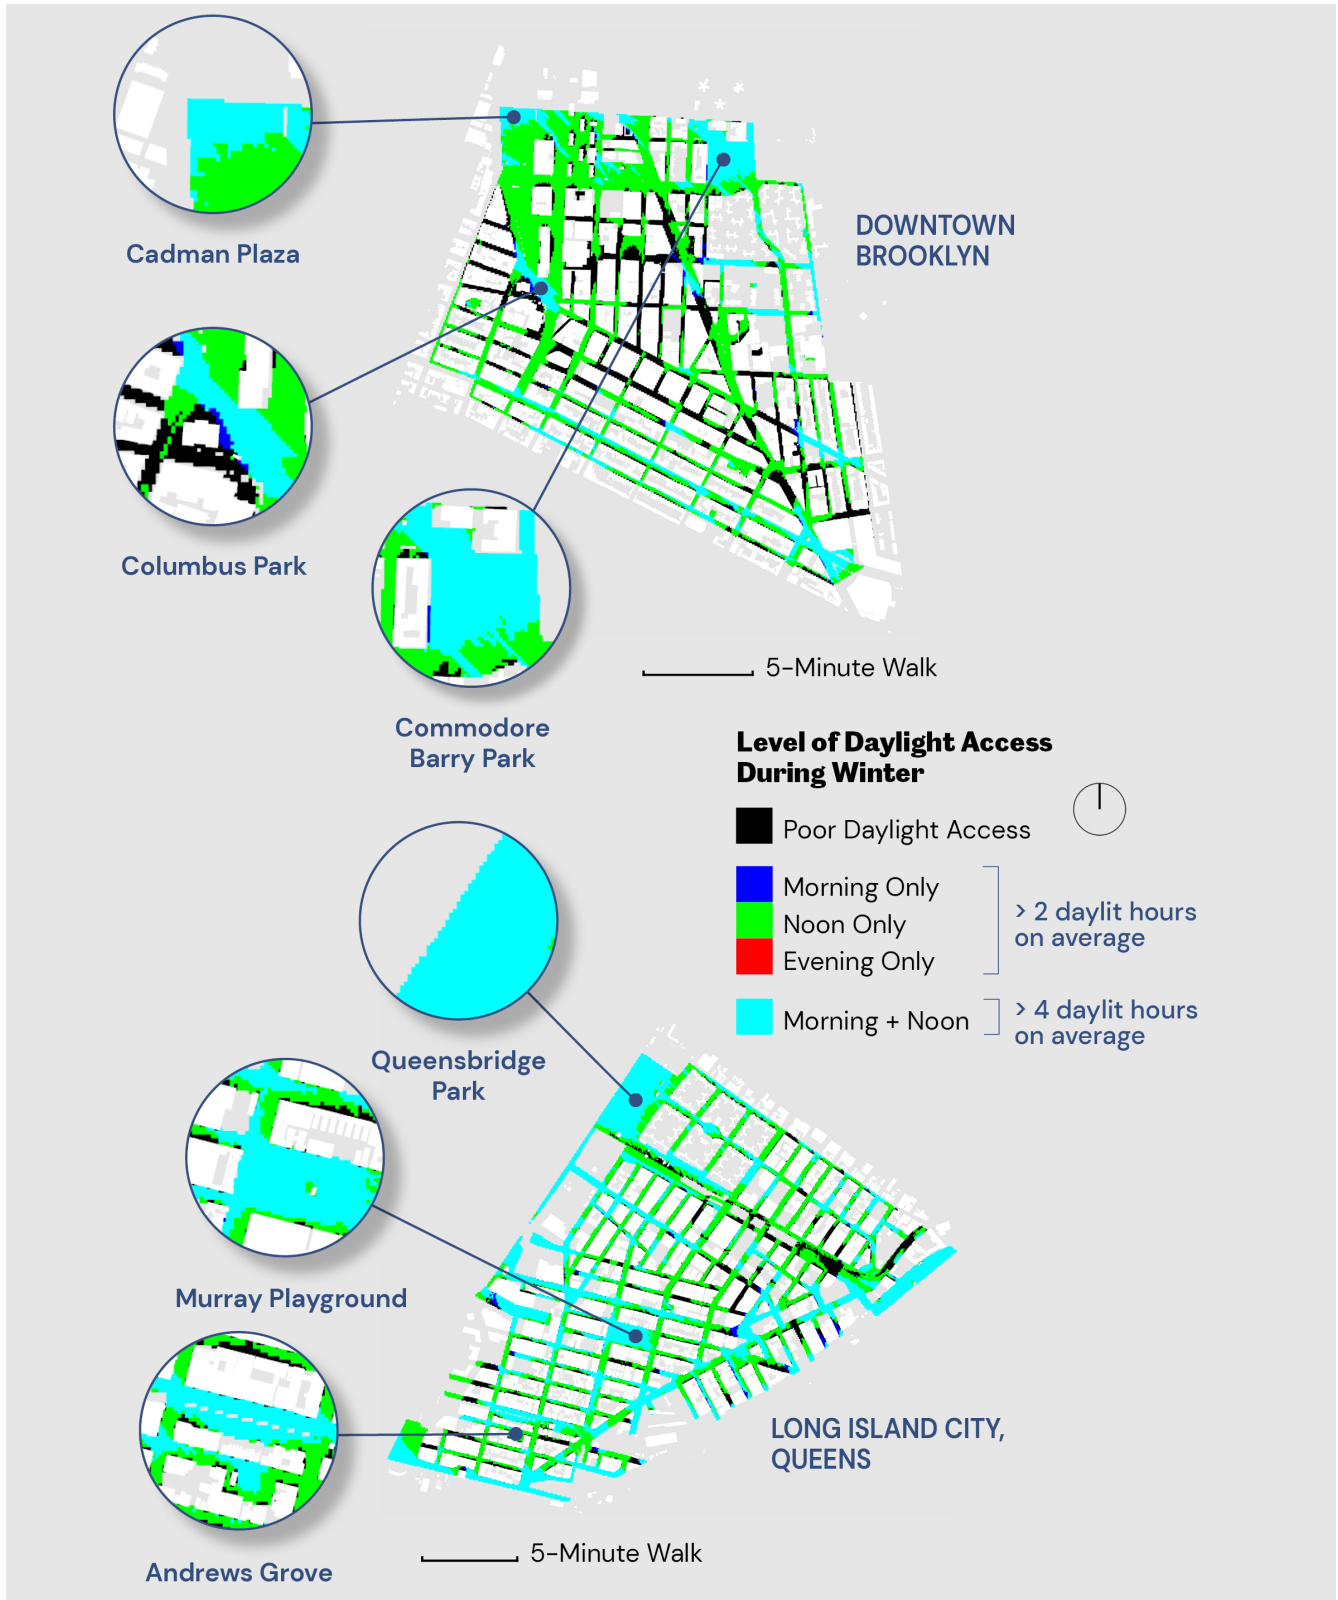 Cadman Plaza
DOWNTOWN
BROOKLYN
Columbus Park
5-Minute Walk
Commodore
Barry Park
Level of Daylight Access
During Winter
Poor Daylight Access
Morning Only
Noon Only
Evening Only
> 2 daylit hours
on average
Morning + Noon
> 4 daylit hours
on average
Queensbridge
Park
Murray Playground
LONG ISLAND CITY,
QUEENS
5-Minute Walk
Andrews Grove